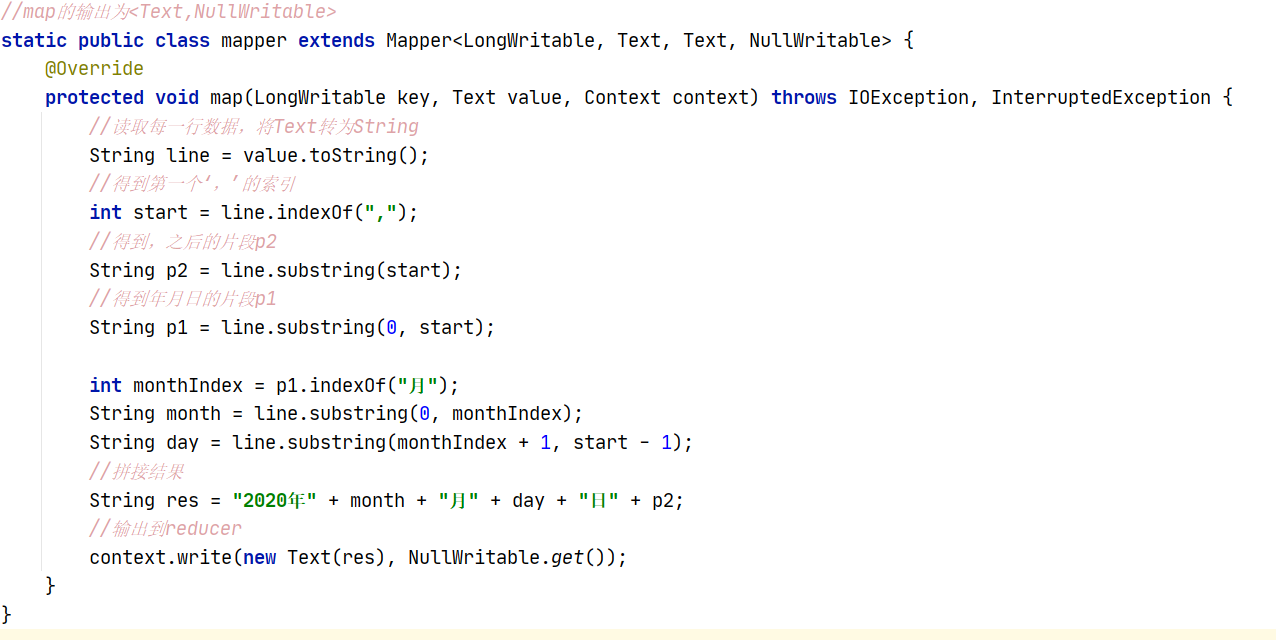 //map的输出为<Text,NullWritable>
static public class mapper extends Mapper<LongWritable, Text, Text, NullWritable> {
    @Override
    protected void map(LongWritable key, Text value, Context context) throws IOException, InterruptedException {
        //读取每一行数据，将Text转为String
        String line = value.toString();
        //得到第一个‘，’的索引
        int start = line.indexOf(",");
        //得到，之后的片段p2
        String p2 = line.substring(start);
        //得到年月日的片段p1
        String p1 = line.substring(0, start);
        int monthIndex = p1.indexOf("月");
        String month = line.substring(0, monthIndex);
        String day = line.substring(monthIndex + 1, start - 1);
        //拼接结果
        String res = "2020年" + month + "月" + day + "日" + p2;
        //输出到reducer
        context.write(new Text(res), NullWritable.get());
    }
}